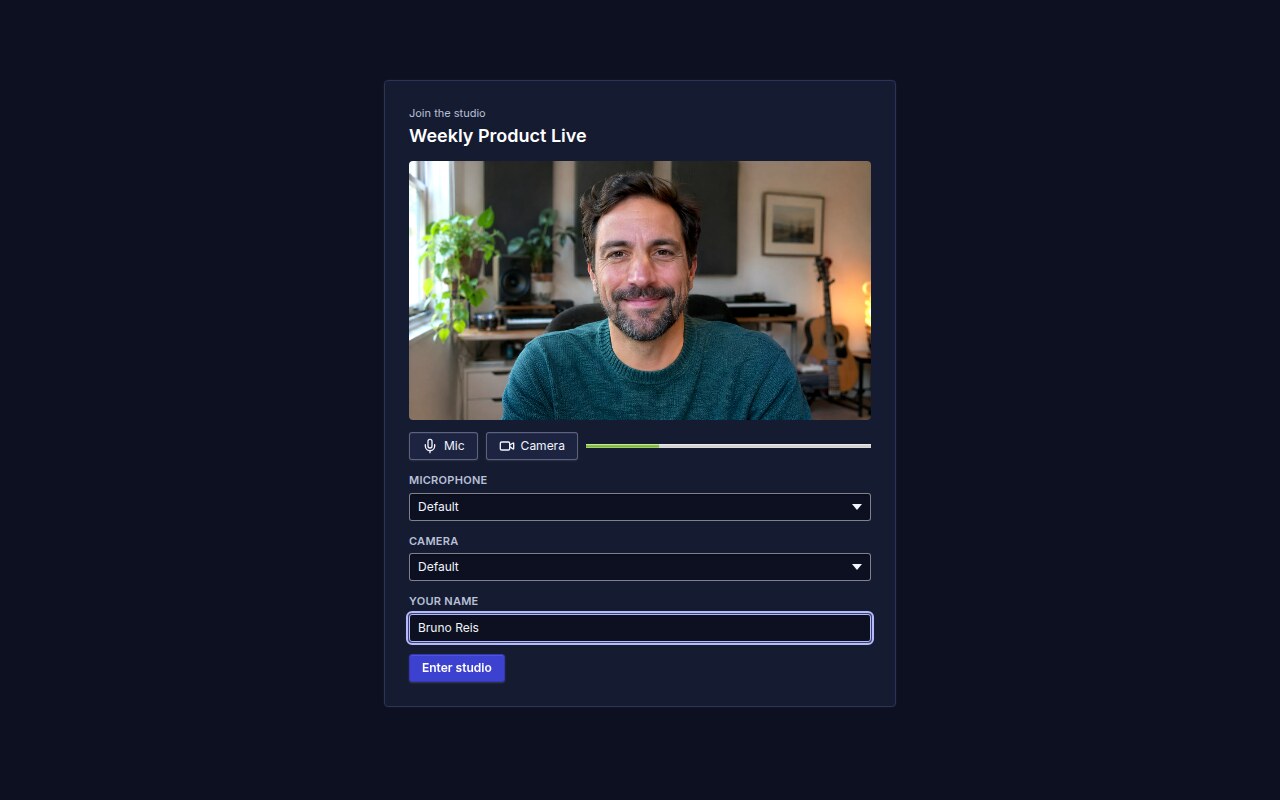 Join the studio
Weekly Product Live
Mic
Camera
MICROPHONE
Default
CAMERA
Default
YOUR NAME
Bruno Reis
Enter studio